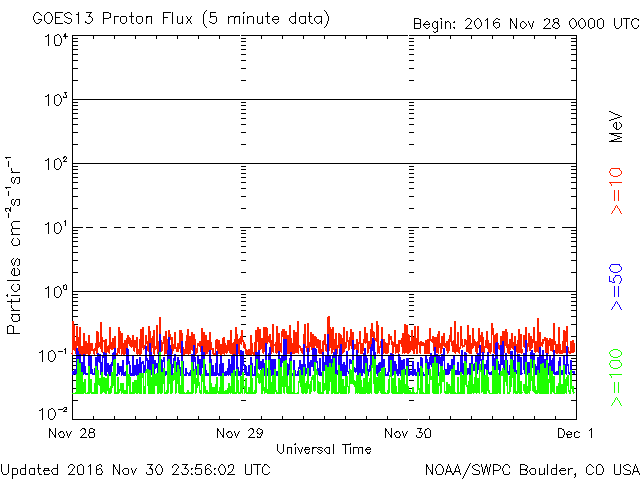 GOES13 Proton Flux (5 minute data)
Begin: 2016 Nov 28 0000 UTC
Particles cm⁻²s⁻¹sr⁻¹
10⁴
10³
10²
10¹
10⁰
10⁻¹
10⁻²
MeV
>=10
>=50
>=100
Nov 28
Nov 29
Nov 30
Dec 1
Universal Time
Updated 2016 Nov 30 23:56:02 UTC
NOAA/SWPC Boulder, CO USA